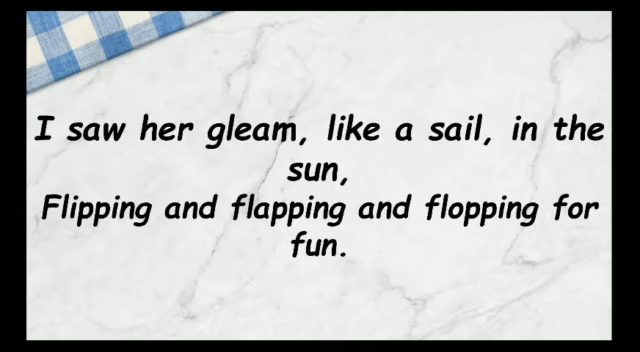 I saw her gleam, like a sail, in the
sun,
Flipping and flapping and flopping for
fun.